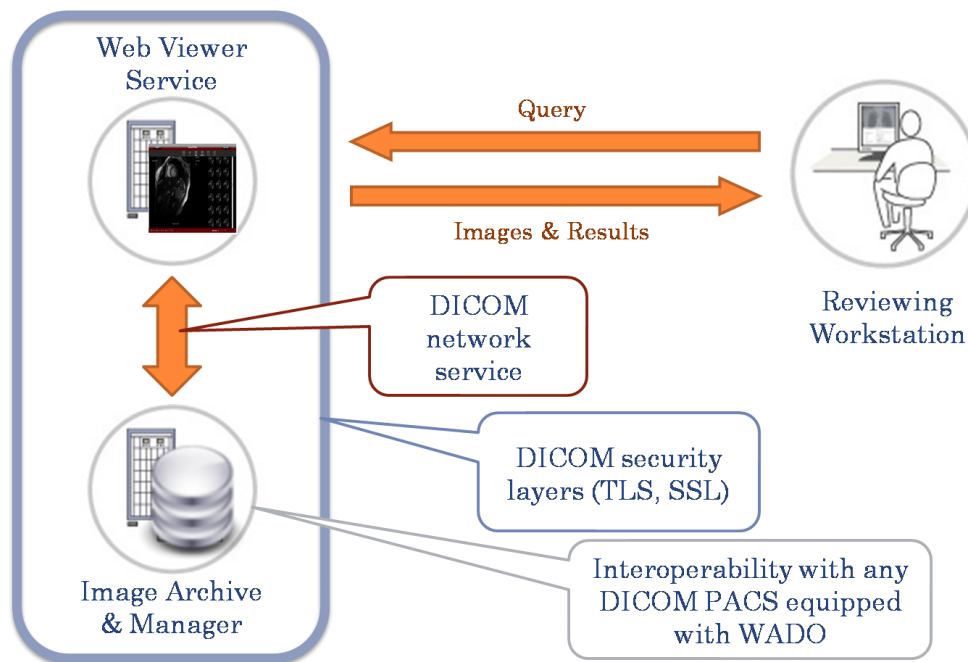 Web Viewer
Service
Query
Images & Results
Reviewing
Workstation
DICOM
network
service
DICOM security
layers (TLS, SSL)
Image Archive
& Manager
Interoperability with any
DICOM PACS equipped
with WADO